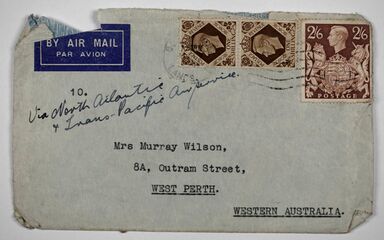 BY AIR MAIL
PAR AVION
10.
Via North Atlantic
& Trans-Pacific Air Service.
2/6 2/6
POSTAGE
Mrs Murray Wilson,
8A, Outram Street,
WEST PERTH.
WESTERN AUSTRALIA.